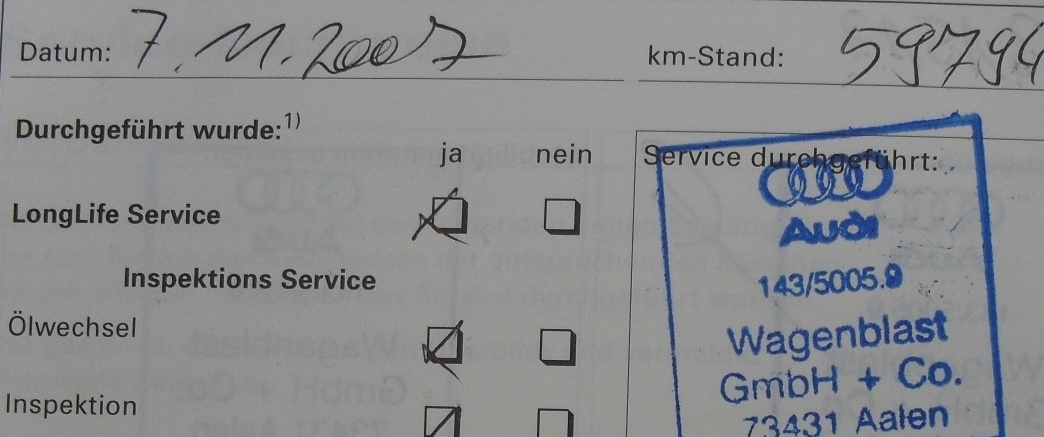 Datum: 7.11.2007 km-Stand: 59794
Durchgeführt wurde:1)
ja nein Service durchgeführt:
Audi
LongLife Service
143/5005.9
Inspektions Service
Ölwechsel
Wagenblast
GmbH + Co.
Inspektion
73431 Aalen